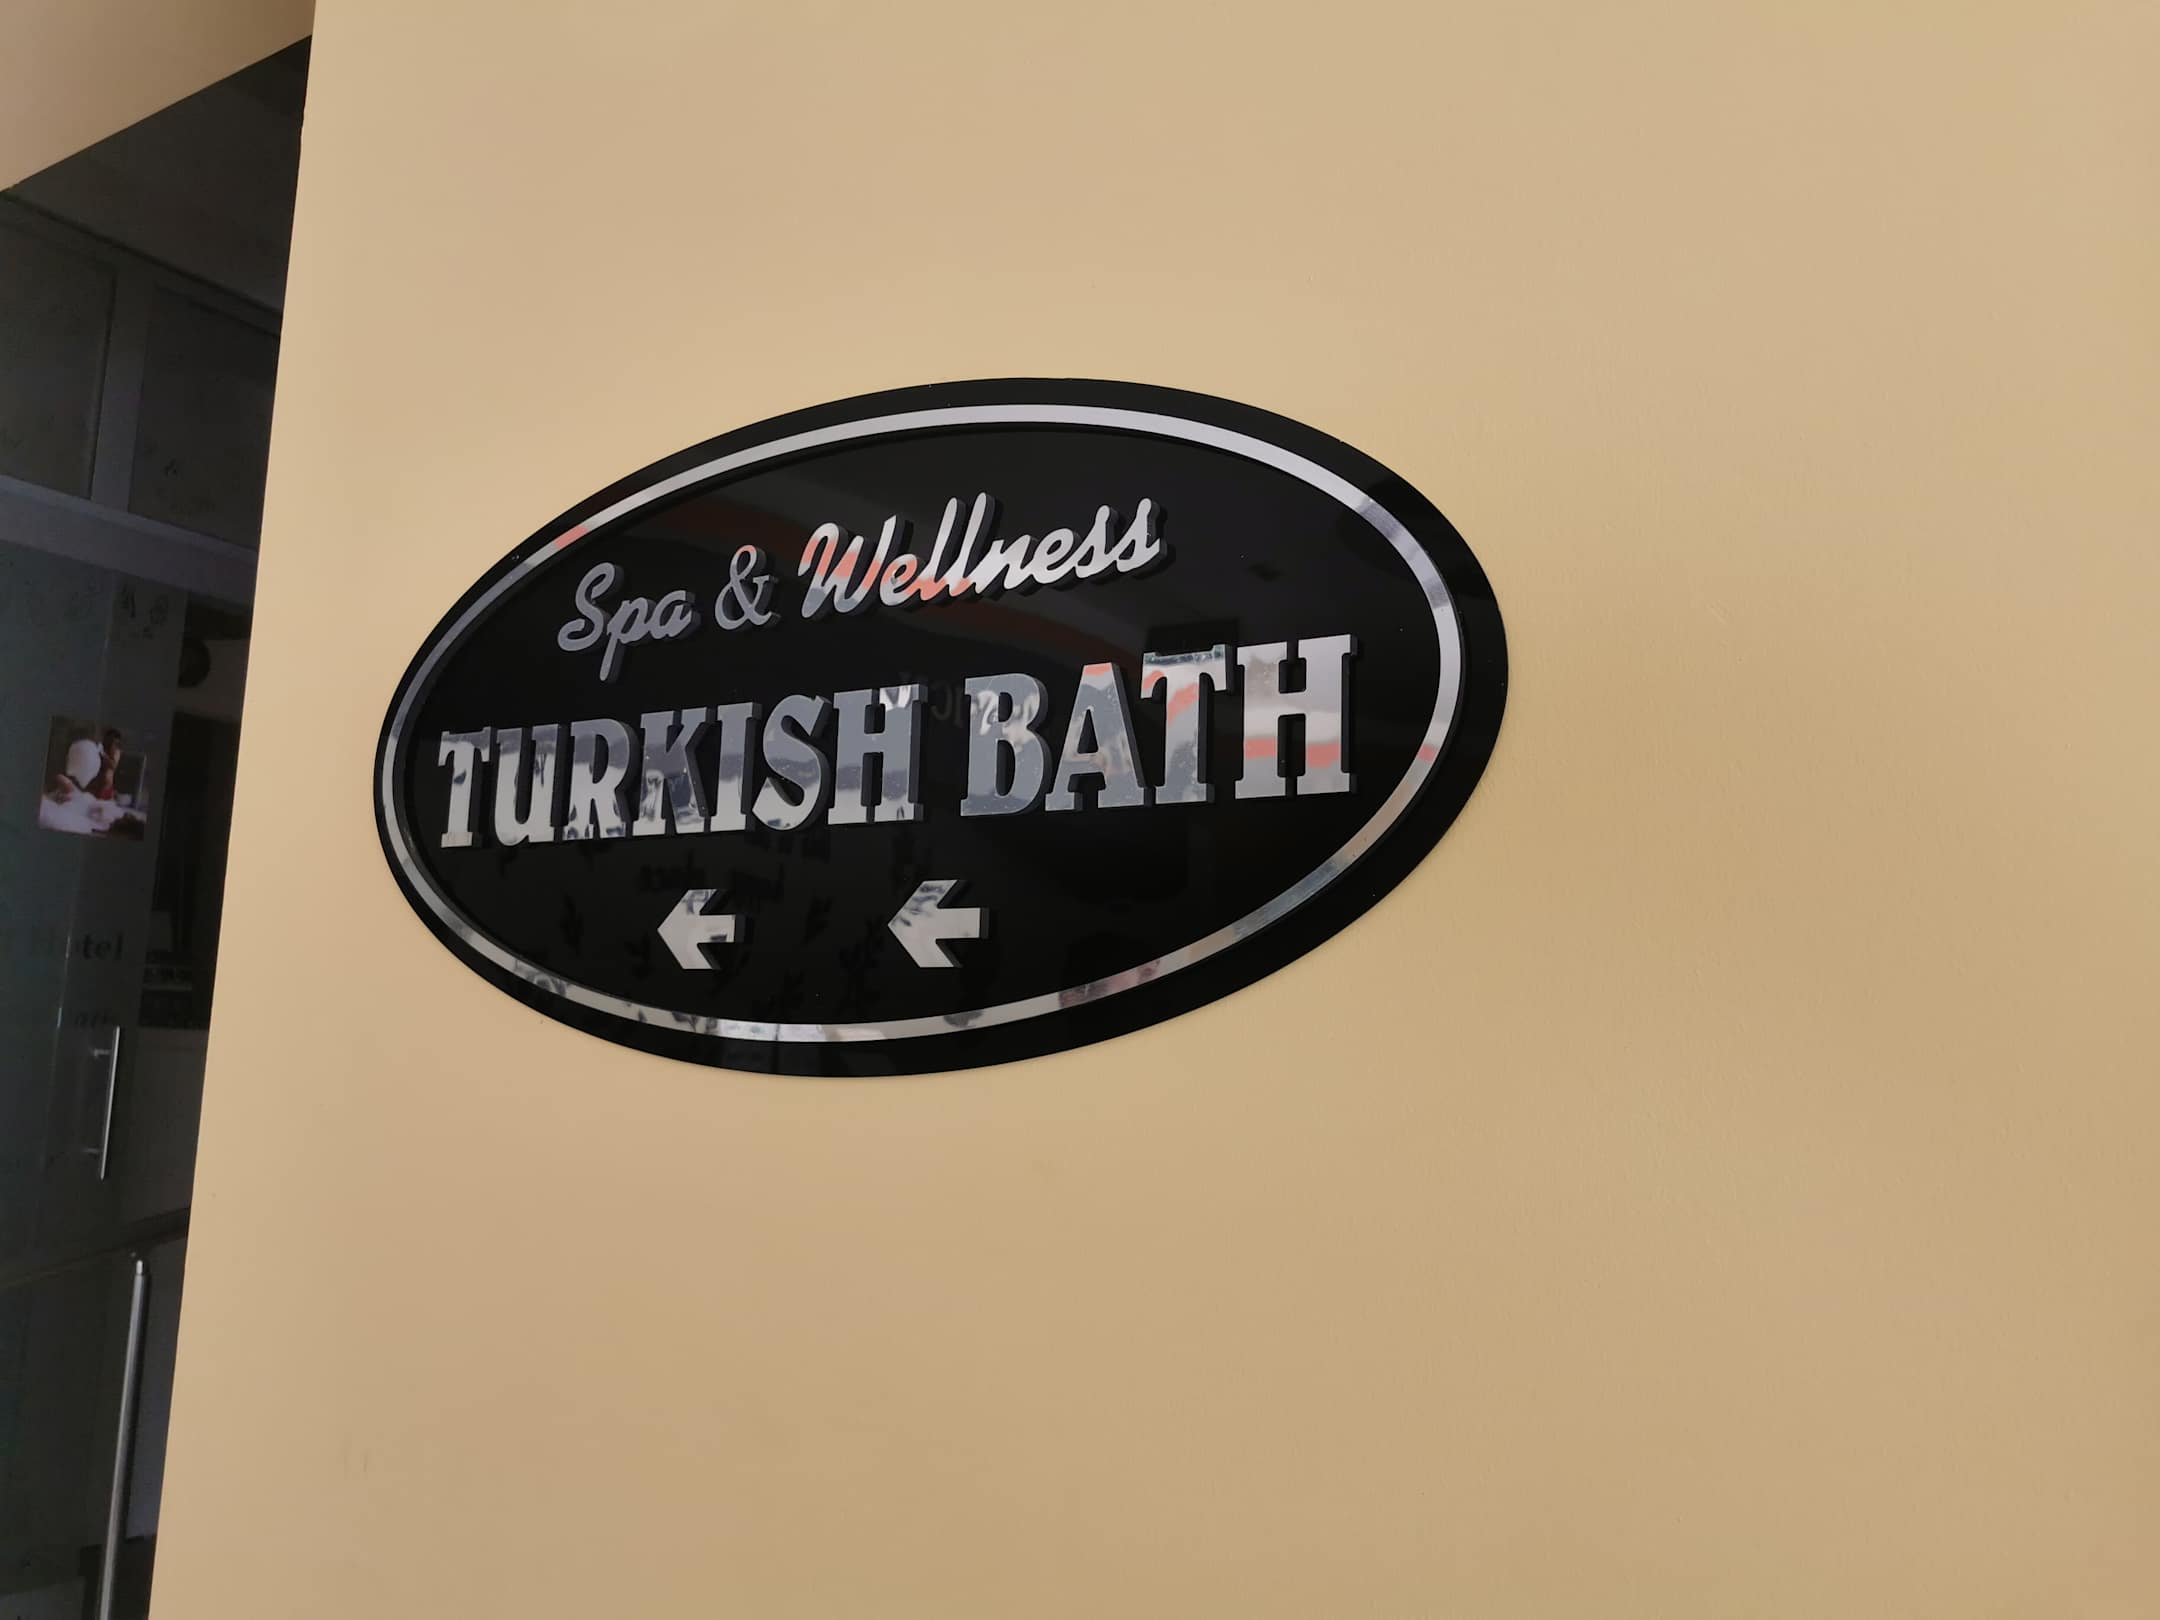 Spa & Wellness
TURKISH BATH